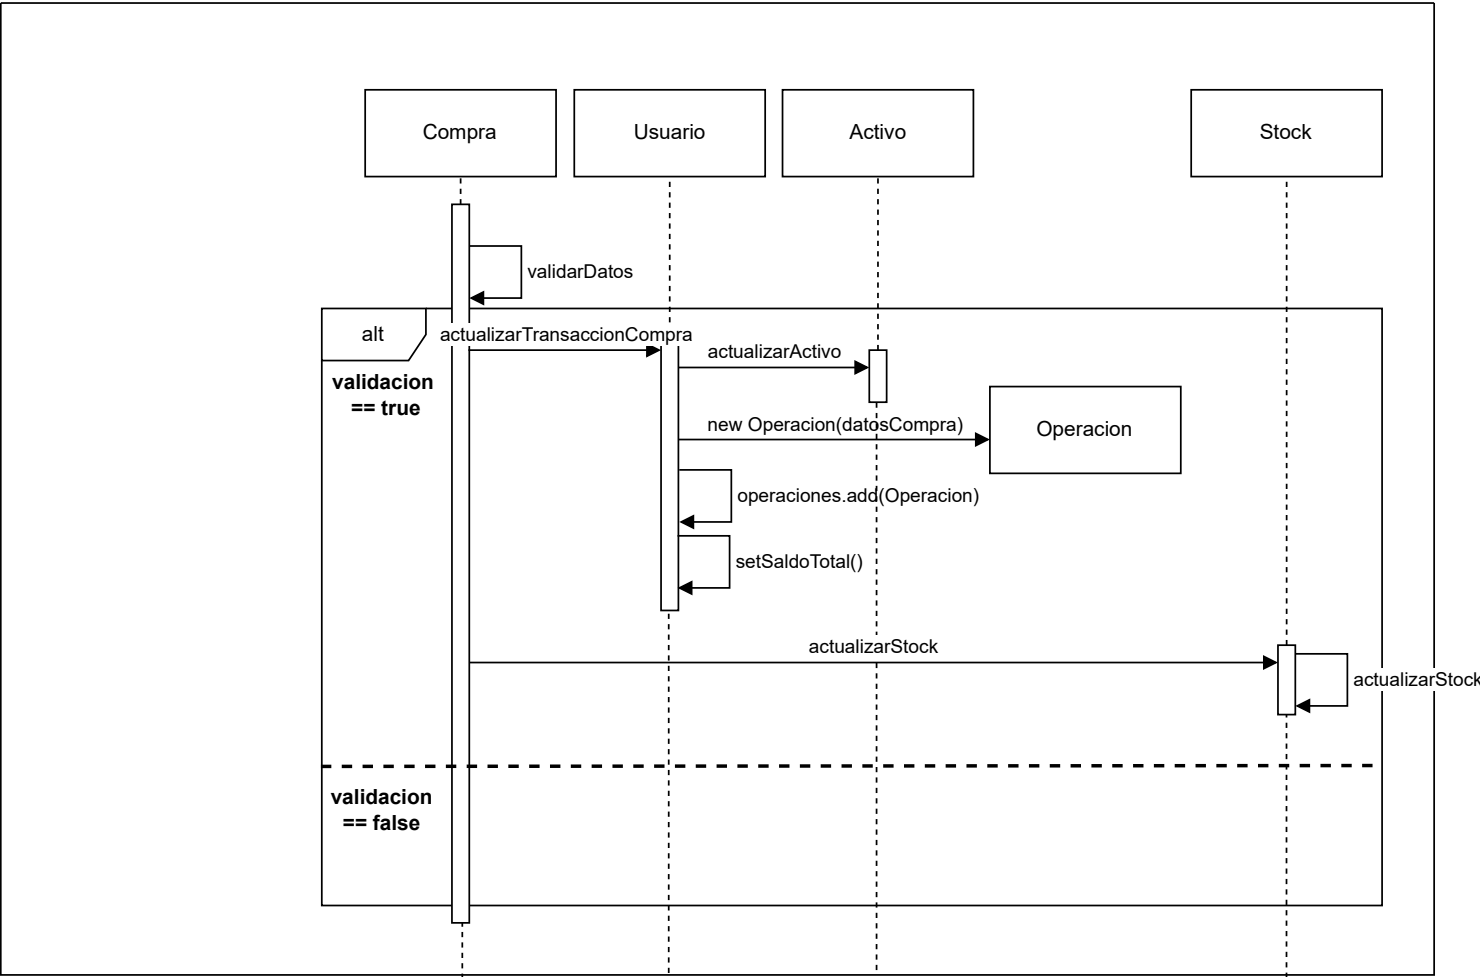 Compra
Usuario
Activo
Stock
validarDatos
alt
actualizarTransaccionCompra
actualizarActivo
validacion
== true
new Operacion(datosCompra)
Operacion
operaciones.add(Operacion)
setSaldoTotal()
actualizarStock
actualizarStock
validacion
== false